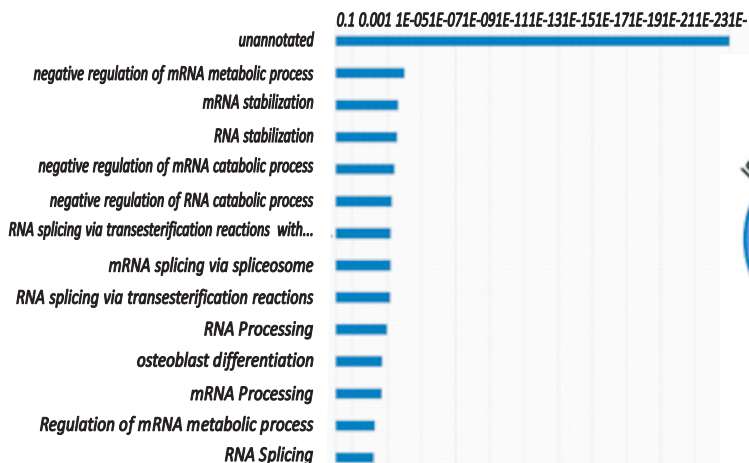 0.1 0.001 1E-051E-071E-091E-111E-131E-151E-171E-191E-211E-231E-
unannotated
negative regulation of mRNA metabolic process
mRNA stabilization
RNA stabilization
negative regulation of mRNA catabolic process
negative regulation of RNA catabolic process
RNA splicing via transesterification reactions with...
mRNA splicing via spliceosome
RNA splicing via transesterification reactions
RNA Processing
osteoblast differentiation
mRNA Processing
Regulation of mRNA metabolic process
RNA Splicing